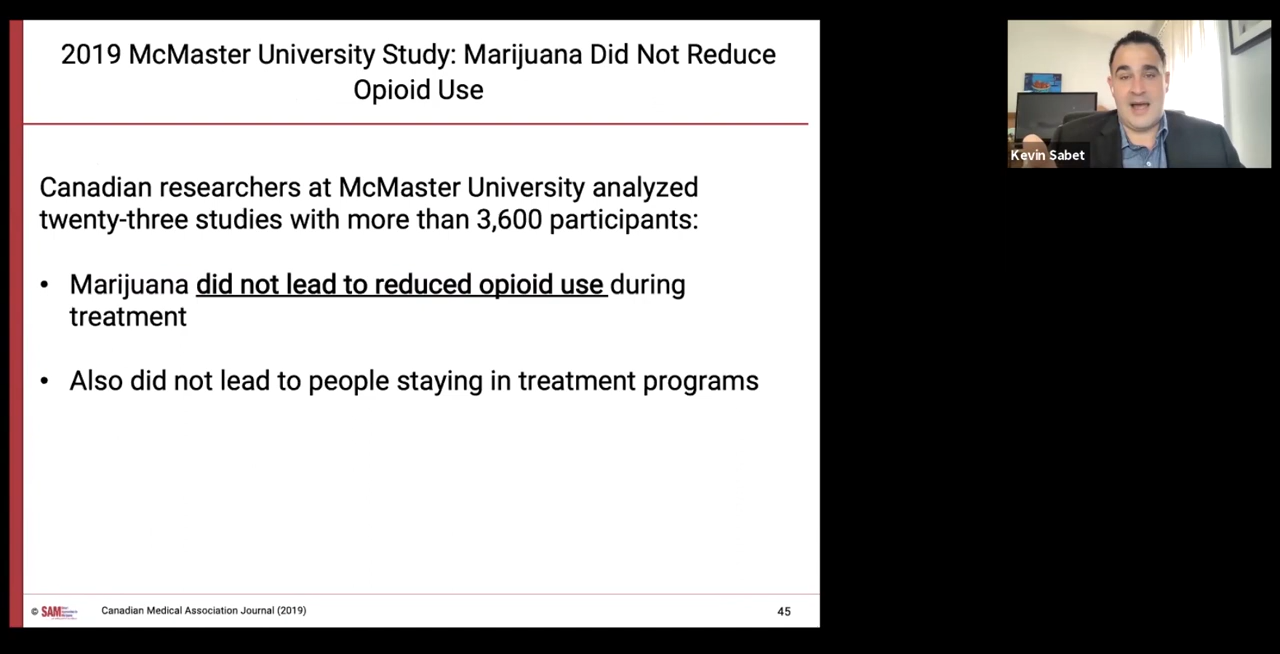 2019 McMaster University Study: Marijuana Did Not Reduce
Opioid Use
Canadian researchers at McMaster University analyzed
twenty-three studies with more than 3,600 participants:
• Marijuana did not lead to reduced opioid use during
treatment
• Also did not lead to people staying in treatment programs
© SAM
Canadian Medical Association Journal (2019)
45
Kevin Sabet